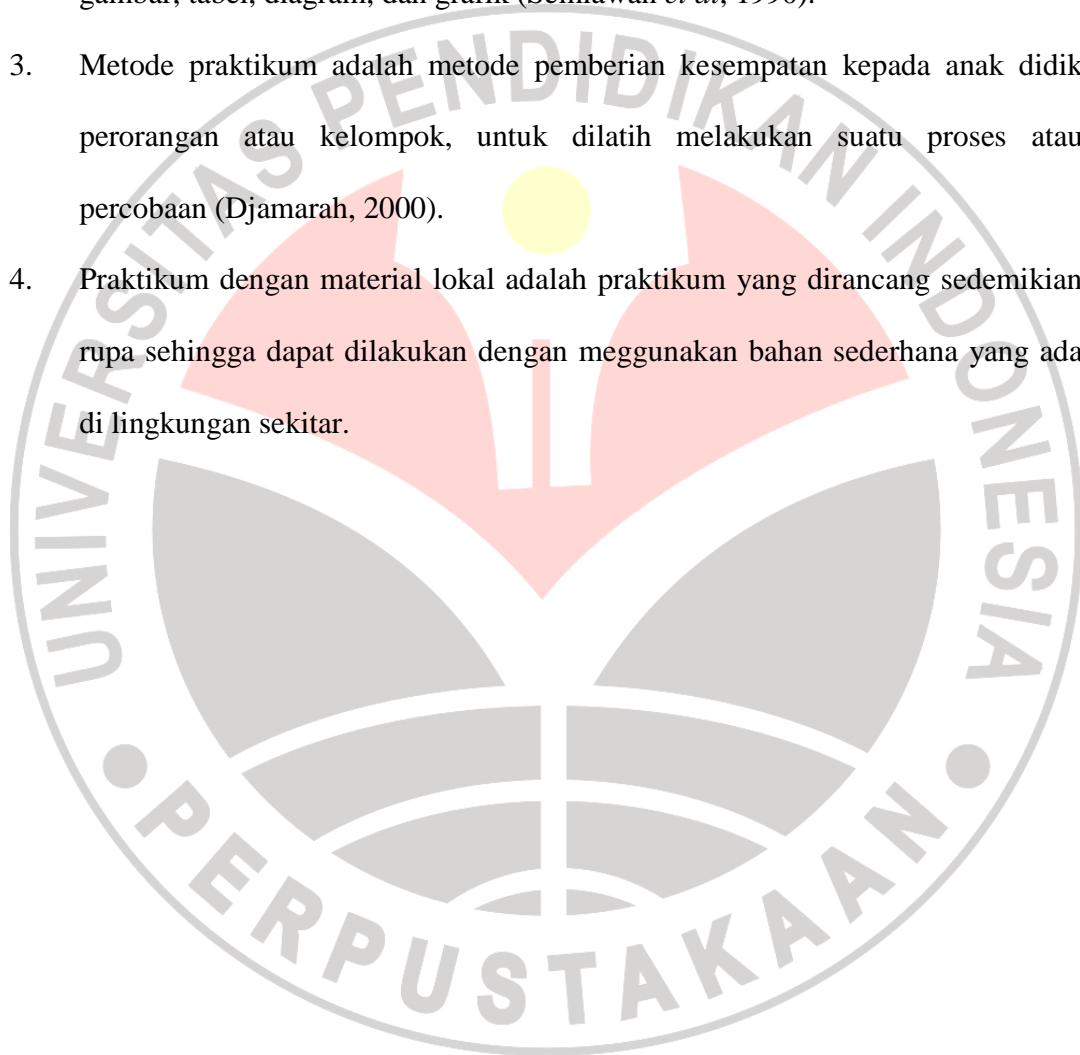 gambar, tabel, diagram, dan grafik (Semiawan et al, 1990).
3. Metode praktikum adalah metode pemberian kesempatan kepada anak didik
perorangan atau kelompok, untuk dilatih melakukan suatu proses atau
percobaan (Djamarah, 2000).
4. Praktikum dengan material lokal adalah praktikum yang dirancang sedemikian
rupa sehingga dapat dilakukan dengan meggunakan bahan sederhana yang ada
di lingkungan sekitar.
UNIVERSITAS PENDIDIKAN INDONESIA
PERPUSTAKAAN